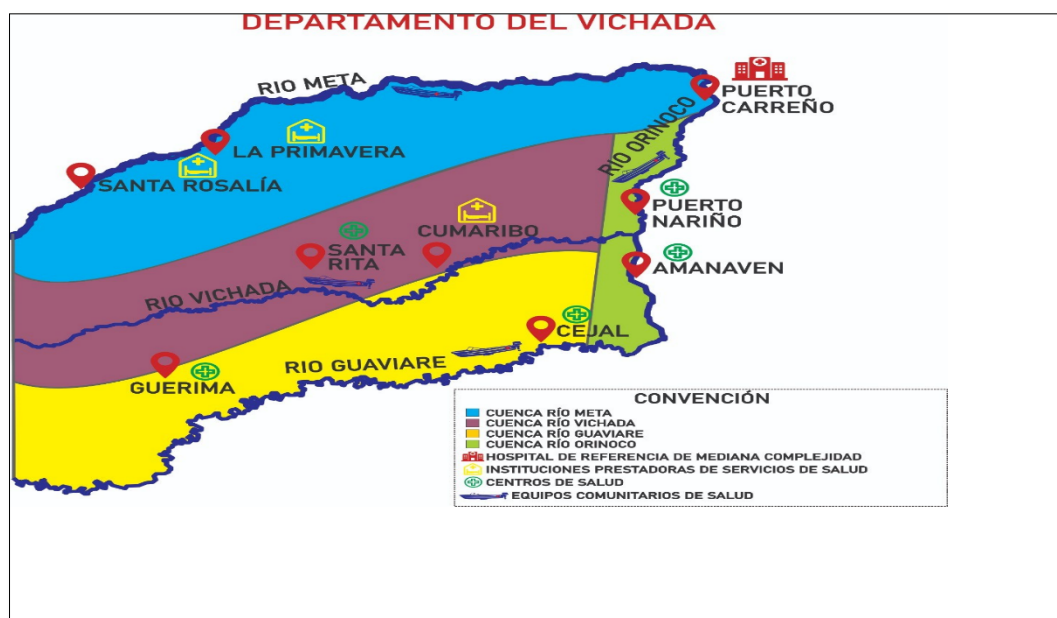 DEPARTAMENTO DEL VICHADA
RIO META
PUERTO
CARREÑO
RIO ORINOCO
LA PRIMAVERA
SANTA ROSALÍA
PUERTO
NARIÑO
CUMARIBO
SANTA
RITA
AMANAVEN
RIO VICHADA
CEJAL
RIO GUAVIARE
GUERIMA
CONVENCIÓN
CUENCA RÍO META
CUENCA RÍO VICHADA
CUENCA RÍO GUAVIARE
CUENCA RÍO ORINOCO
HOSPITAL DE REFERENCIA DE MEDIANA COMPLEJIDAD
INSTITUCIONES PRESTADORAS DE SERVICIOS DE SALUD
CENTROS DE SALUD
EQUIPOS COMUNITARIOS DE SALUD